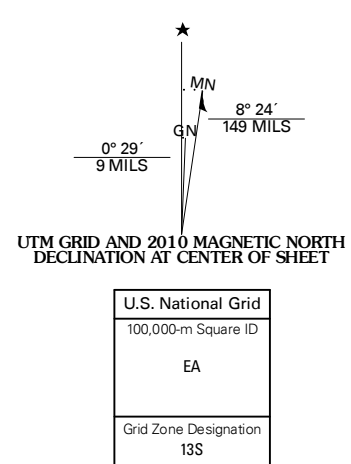 ★
MN
8° 24´
149 MILS
GN
0° 29´
9 MILS
UTM GRID AND 2010 MAGNETIC NORTH
DECLINATION AT CENTER OF SHEET
U.S. National Grid
100,000-m Square ID
EA
Grid Zone Designation
13S